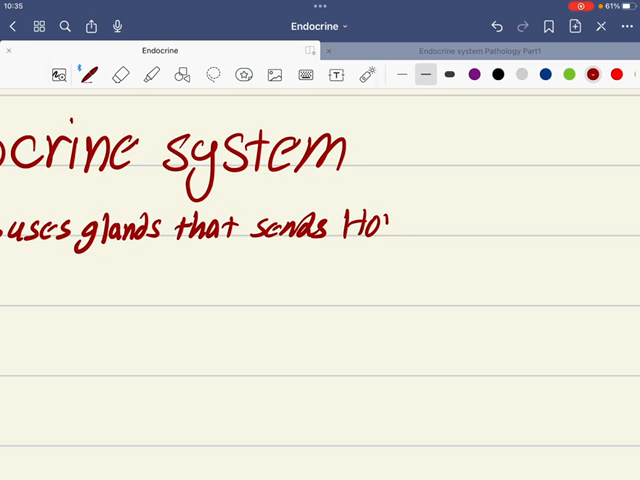 10:35
61%
Endocrine
Endocrine
Endocrine system Pathology Part1
ocrine system
uses glands that sends Ho